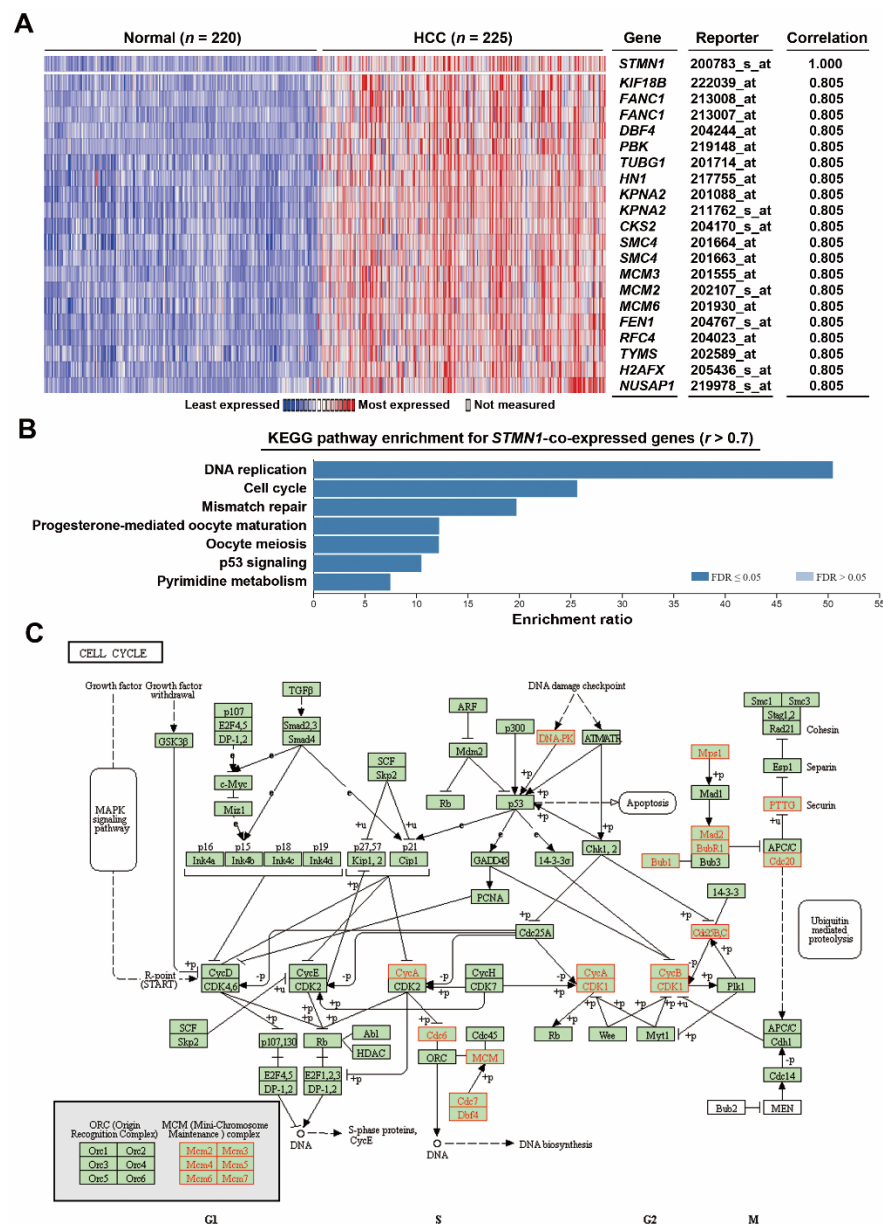 A
Normal (n = 220) HCC (n = 225) Gene Reporter Correlation
STMN1 200783_s_at 1.000
KIF18B 222039_at 0.805
FANC1 213008_at 0.805
FANC1 213007_at 0.805
DBF4 204244_at 0.805
PBK 219148_at 0.805
TUBG1 201714_at 0.805
HN1 217755_at 0.805
KPNA2 201088_at 0.805
KPNA2 211762_s_at 0.805
CKS2 204170_s_at 0.805
SMC4 201664_at 0.805
SMC4 201663_at 0.805
MCM3 201555_at 0.805
MCM2 202107_s_at 0.805
MCM6 201930_at 0.805
FEN1 204767_s_at 0.805
RFC4 204023_at 0.805
TYMS 202589_at 0.805
H2AFX 205436_s_at 0.805
NUSAP1 219978_s_at 0.805
Least expressed Most expressed Not measured
B
KEGG pathway enrichment for STMN1-co-expressed genes (r > 0.7)
DNA replication
Cell cycle
Mismatch repair
Progesterone-mediated oocyte maturation
Oocyte meiosis
p53 signaling
Pyrimidine metabolism
FDR ≤ 0.05 FDR > 0.05
0 5 10 15 20 25 30 35 40 45 50 55
Enrichment ratio
C
CELL CYCLE
Growth factor
Growth factor withdrawal
GSK3β
p107
E2F4,5
DP-1,2
TGFβ
Smad2,3
Smad4
c-Myc
Miz1
SCF
Skp2
ARF
Mdm2
Rb
p300
DNA damage checkpoint
DNA-PK
ATM/ATR
p53
Apoptosis
Mps1
Mad1
Mad2
BubR1
Bub3
Bub1
Smc1 Smc3
Stag1,2
Rad21
Cohesin
Esp1
Separin
PTTG
Securin
APC/C
Cdc20
MAPK
signaling
pathway
p16 p15 p18 p19
Ink4a Ink4b Ink4c Ink4d
p27,57 p21
Kip1, 2 Cip1
GADD45
14-3-3σ
Chk1, 2
PCNA
14-3-3
Cdc25A
Cdc25B,C
Ubiquitin
mediated
proteolysis
R-point
(START)
CycD
CDK4,6
CycE
CDK2
CycA
CDK2
CycH
CDK7
CycA
CDK1
CycB
CDK1
Plk1
SCF
Skp2
p107,130
Rb
Abl
HDAC
Cdc6
Cdc45
ORC
MCM
Cdc7
Dbf4
Rb
Wee
Myt1
APC/C
Cdh1
Cdc14
Bub2
MEN
E2F4,5
DP-1,2
E2F1,2,3
DP-1,2
DNA
S-phase proteins,
CycE
DNA
DNA biosynthesis
ORC (Origin
Recognition Complex)
MCM (Mini-Chromosome
Maintenance ) complex
Orc1 Orc2 Mcm2 Mcm3
Orc3 Orc4 Mcm4 Mcm5
Orc5 Orc6 Mcm6 Mcm7
G1 S G2 M